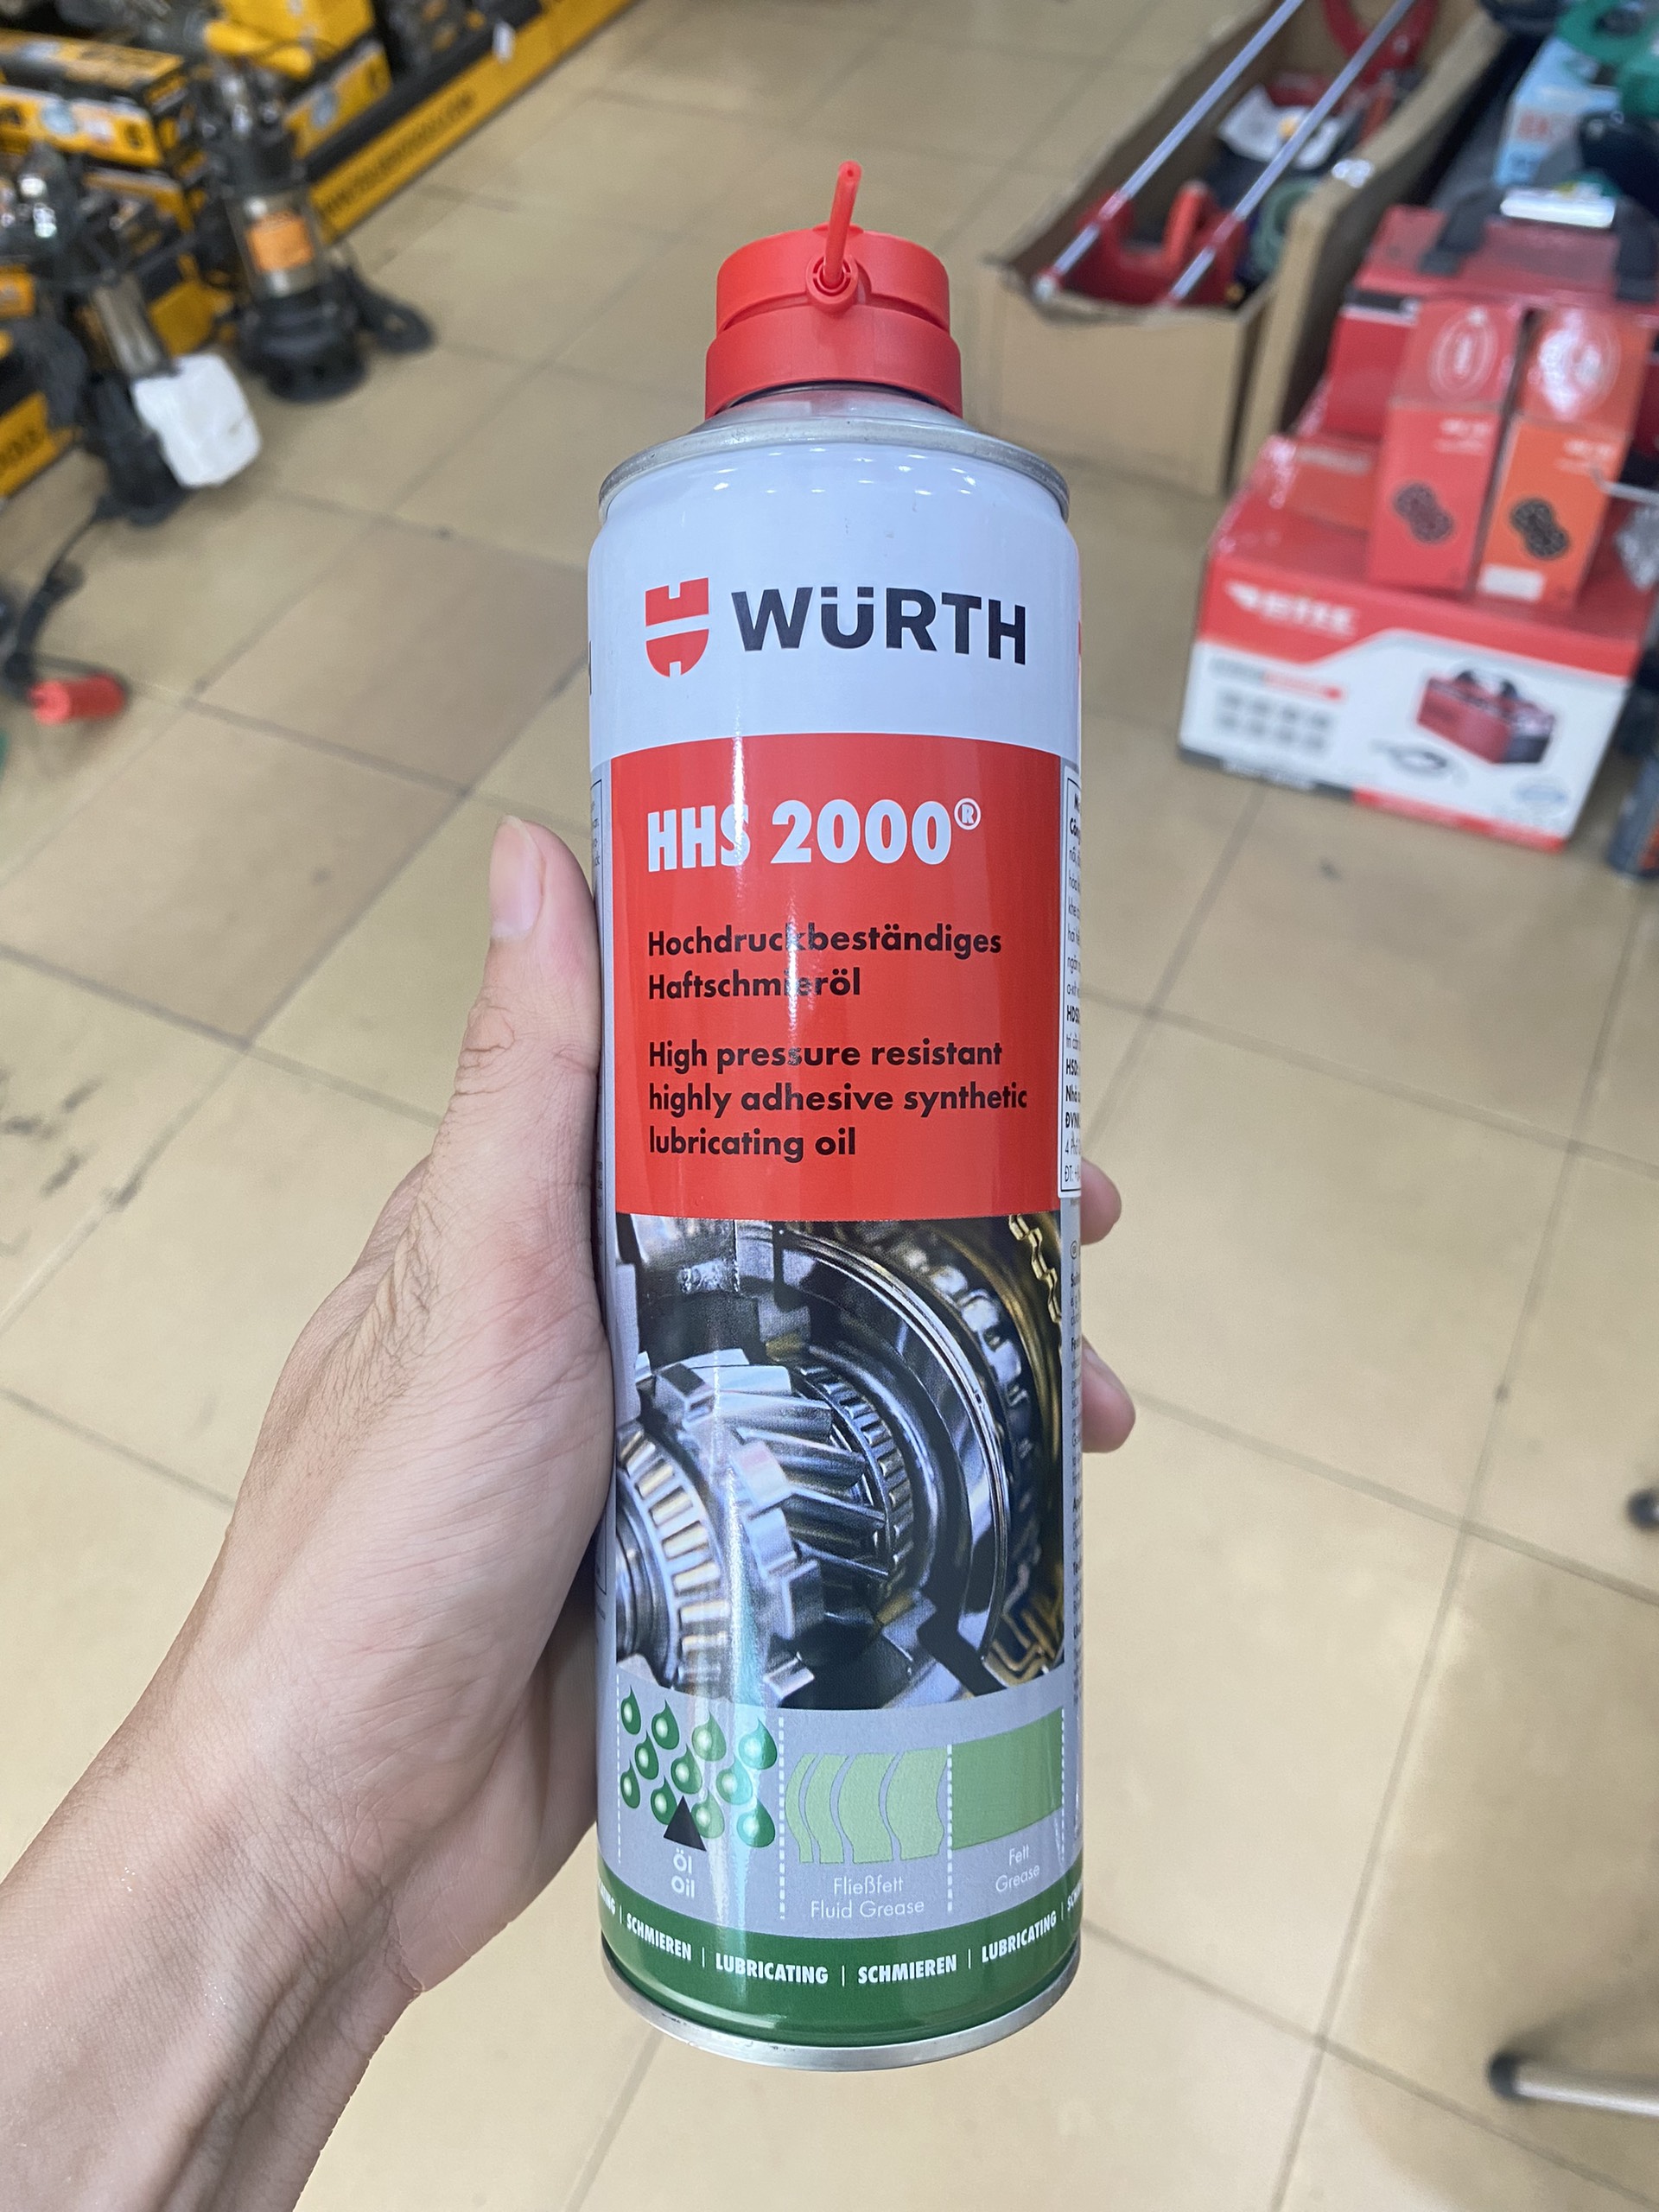 WÜRTH
HHS 2000®
Hochdruckbeständiges
Haftschmieröl
High pressure resistant
highly adhesive synthetic
lubricating oil
Öl
Oil
Fließfett
Fluid Grease
Fett
Grease
SCHMIEREN | LUBRICATING | SCHMIEREN | LUBRICATING